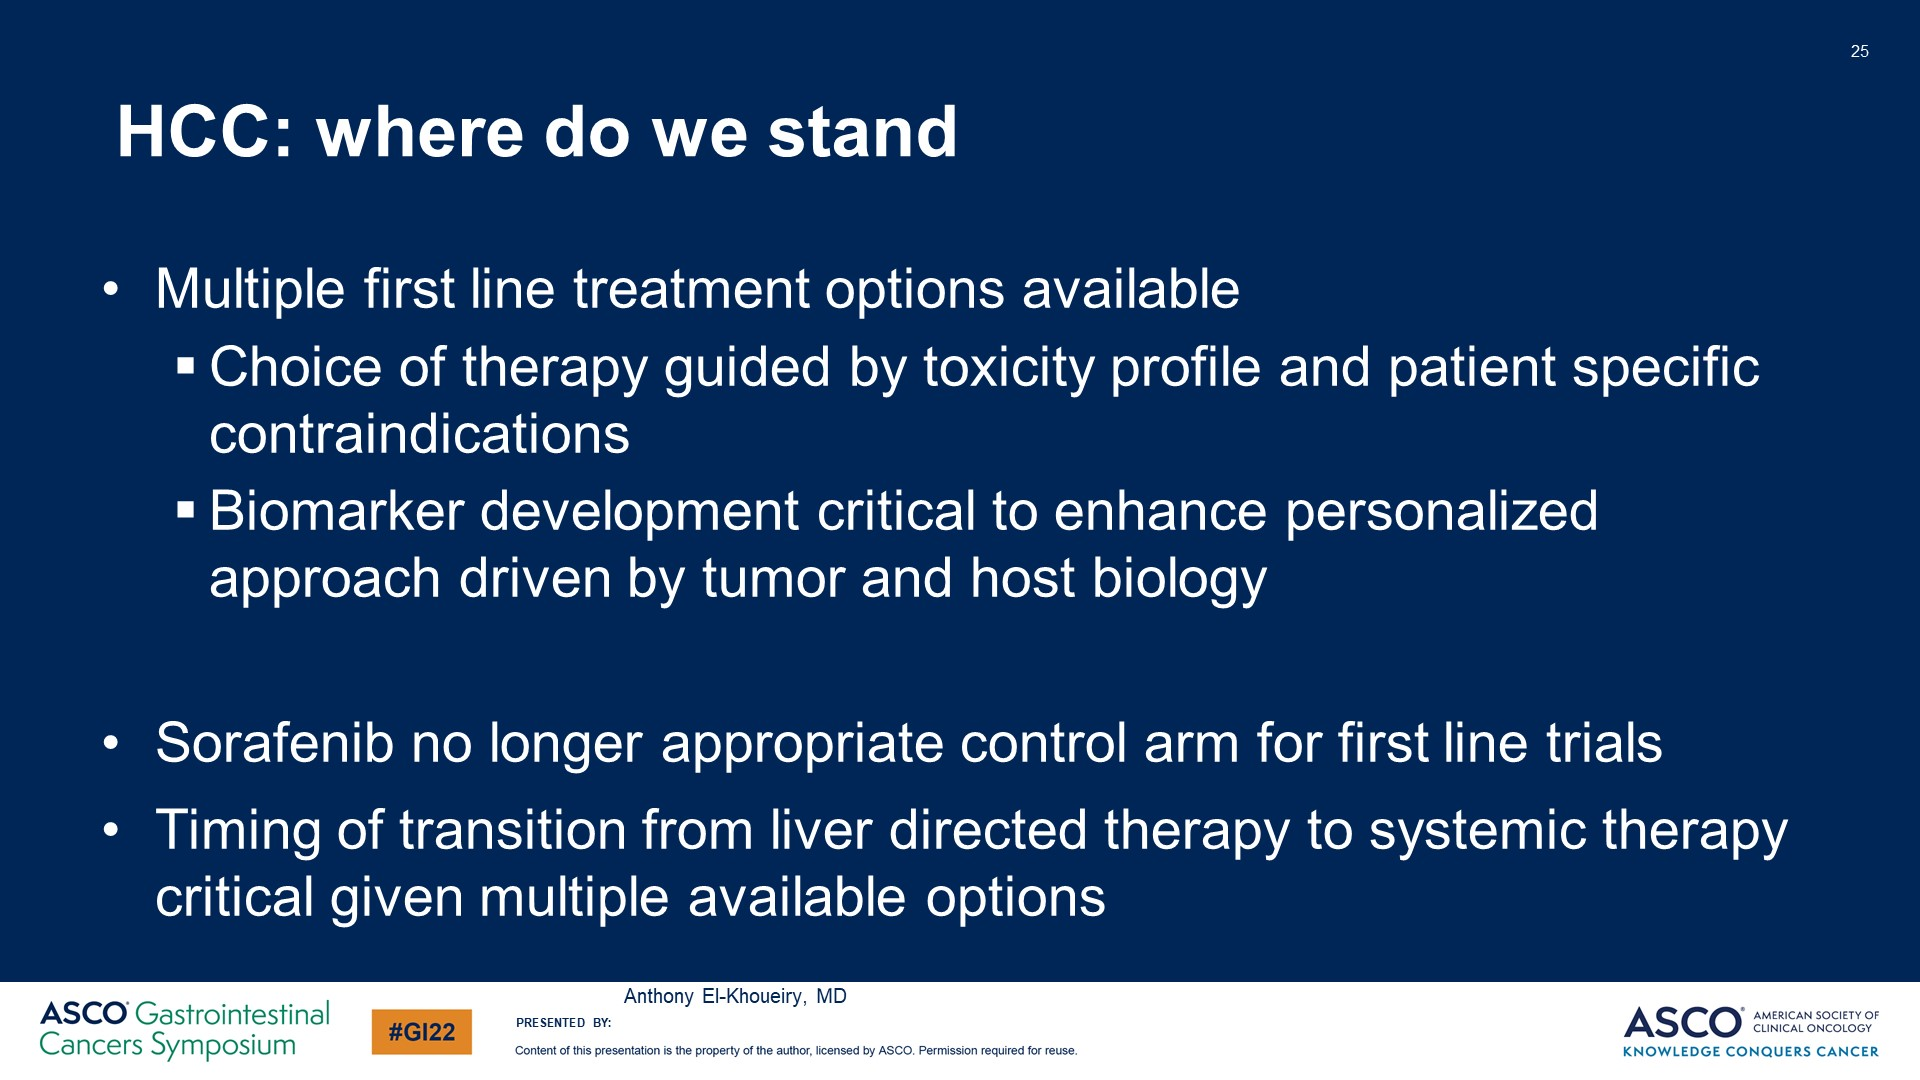 25
HCC: where do we stand
• Multiple first line treatment options available
▪ Choice of therapy guided by toxicity profile and patient specific
contraindications
▪ Biomarker development critical to enhance personalized
approach driven by tumor and host biology
• Sorafenib no longer appropriate control arm for first line trials
• Timing of transition from liver directed therapy to systemic therapy
critical given multiple available options
ASCO® Gastrointestinal
Cancers Symposium
#GI22
Anthony El-Khoueiry, MD
PRESENTED BY:
Content of this presentation is the property of the author, licensed by ASCO. Permission required for reuse.
ASCO® AMERICAN SOCIETY OF
CLINICAL ONCOLOGY
KNOWLEDGE CONQUERS CANCER